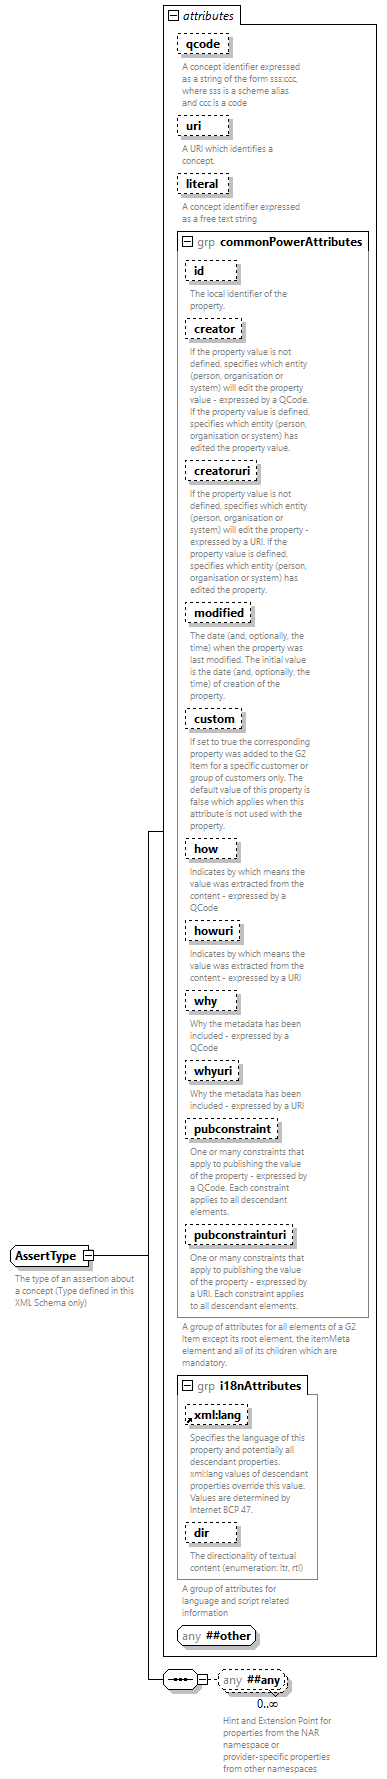 attributes
qcode
A concept identifier expressed
as a string of the form sss:ccc,
where sss is a scheme alias
and ccc is a code
uri
A URI which identifies a
concept.
literal
A concept identifier expressed
as a free text string
grp commonPowerAttributes
id
The local identifier of the
property.
creator
If the property value is not
defined, specifies which entity
(person, organisation or
system) will edit the property
value - expressed by a QCode.
If the property value is defined,
specifies which entity (person,
organisation or system) has
edited the property value.
creatoruri
If the property value is not
defined, specifies which entity
(person, organisation or
system) will edit the property -
expressed by a URI. If the
property value is defined,
specifies which entity (person,
organisation or system) has
edited the property.
modified
The date (and, optionally, the
time) when the property was
last modified. The initial value
is the date (and, optionally, the
time) of creation of the
property.
custom
If set to true the corresponding
property was added to the G2
Item for a specific customer or
group of customers only. The
default value of this property is
false which applies when this
attribute is not used with the
property.
how
Indicates by which means the
value was extracted from the
content - expressed by a
QCode
howuri
Indicates by which means the
value was extracted from the
content - expressed by a URI
why
Why the metadata has been
included - expressed by a
QCode
whyuri
Why the metadata has been
included - expressed by a URI
pubconstraint
One or many constraints that
apply to publishing the value
of the property - expressed by
a QCode. Each constraint
applies to all descendant
elements.
pubconstrainturi
One or many constraints that
apply to publishing the value
of the property - expressed by
a URI. Each constraint applies
to all descendant elements.
A group of attributes for all elements of a G2
Item except its root element, the itemMeta
element and all of its children which are
mandatory.
AssertType
The type of an assertion about
a concept (Type defined in this
XML Schema only)
grp i18nAttributes
xml:lang
Specifies the language of this
property and potentially all
descendant properties.
xml:lang values of descendant
properties override this value.
Values are determined by
Internet BCP 47.
dir
The directionality of textual
content (enumeration: ltr, rtl)
A group of attributes for
language and script related
information
any ##other
any ##any
0..∞
Hint and Extension Point for
properties from the NAR
namespace or
provider-specific properties
from other namespaces